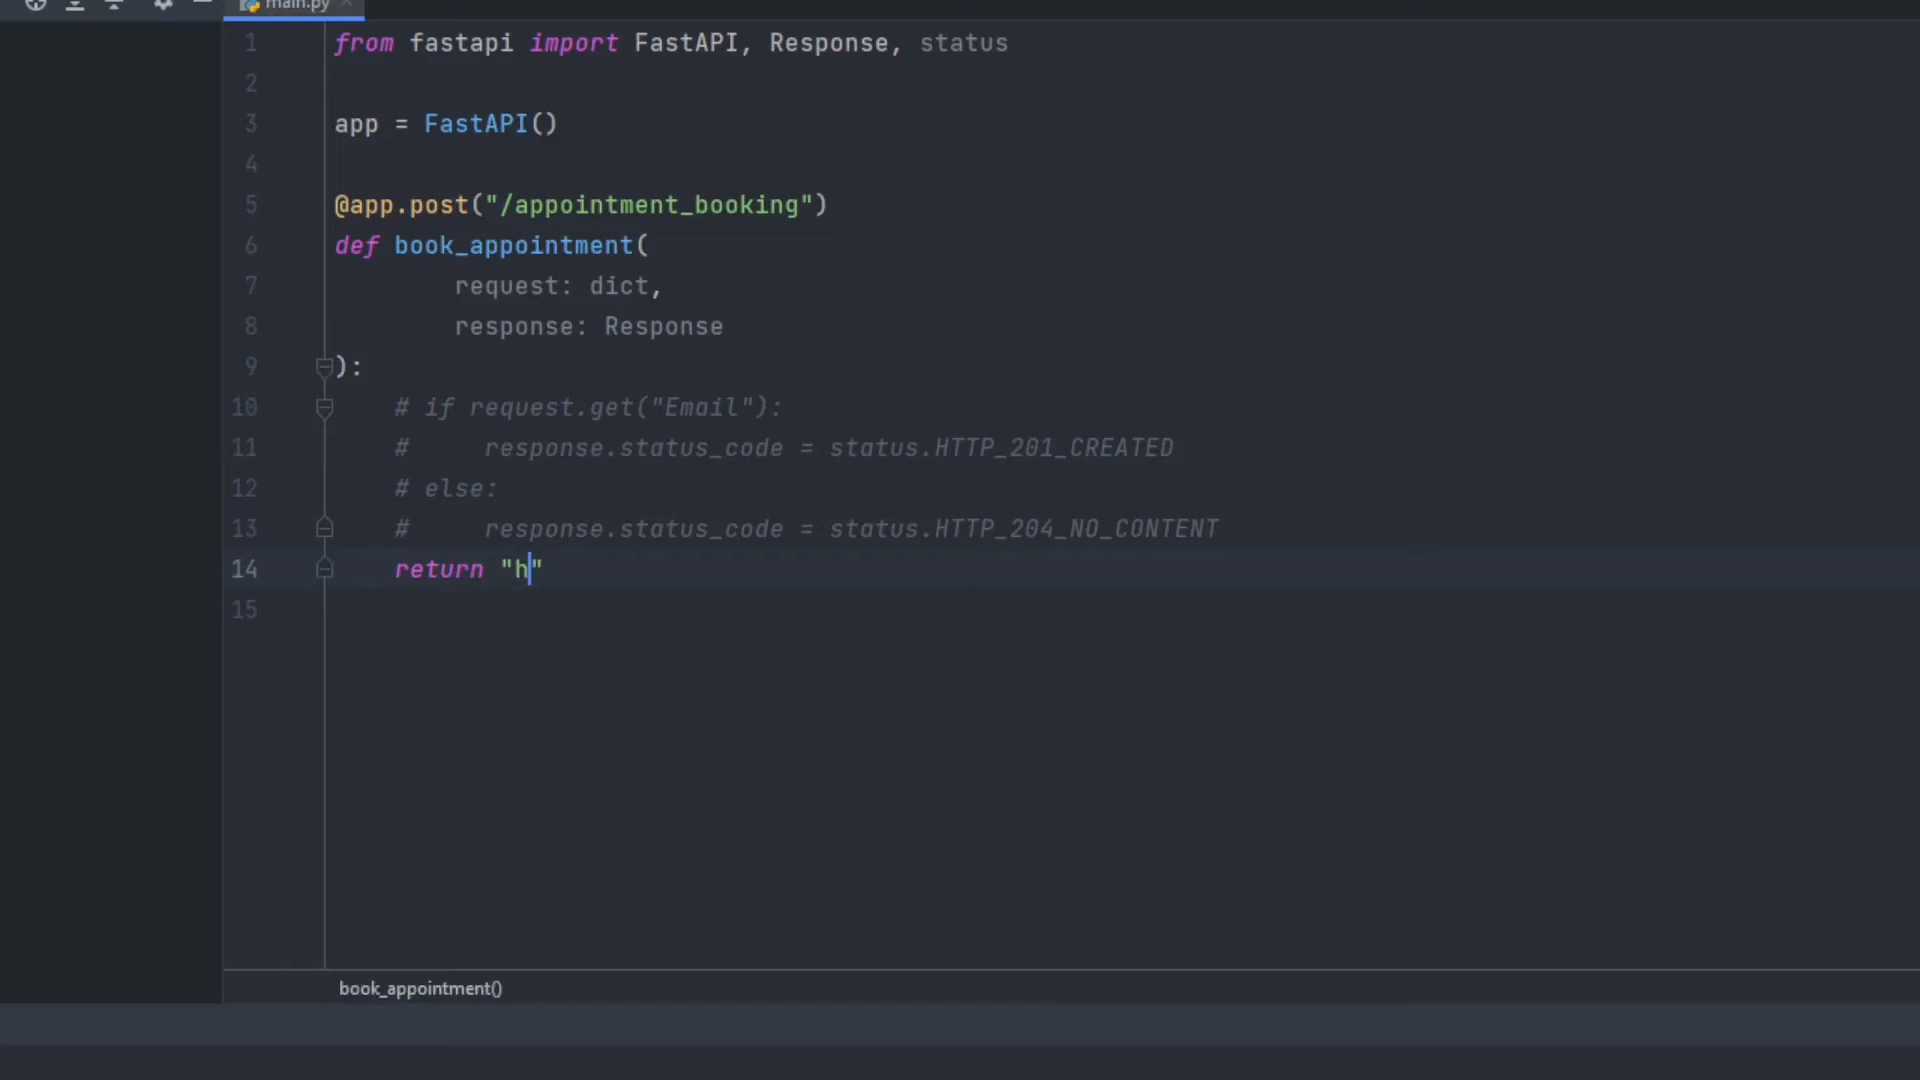 main.py
1 from fastapi import FastAPI, Response, status
2
3 app = FastAPI()
4
5 @app.post("/appointment_booking")
6 def book_appointment(
7         request: dict,
8         response: Response
9 ):
10     # if request.get("Email"):
11     #     response.status_code = status.HTTP_201_CREATED
12     # else:
13     #     response.status_code = status.HTTP_204_NO_CONTENT
14     return "h"
15
book_appointment()